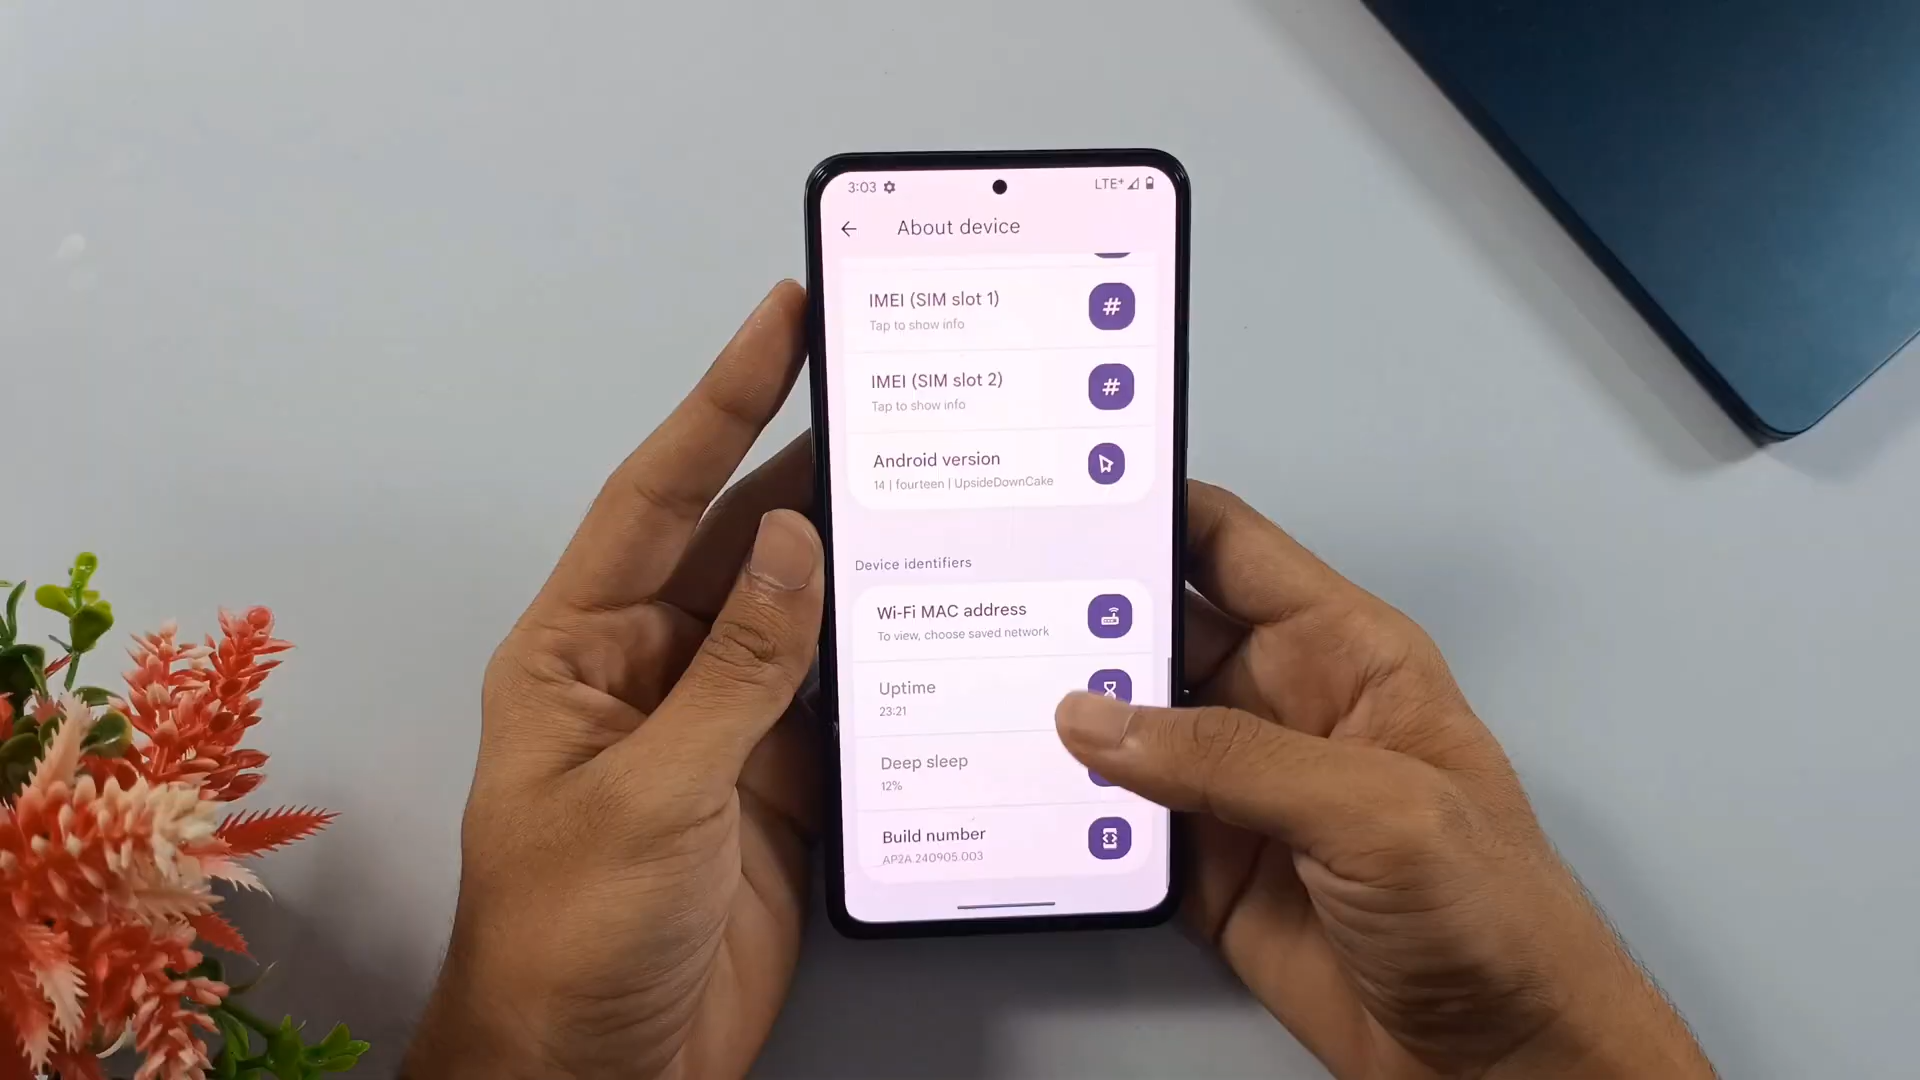 3:03
LTE+
About device
IMEI (SIM slot 1)
Tap to show info
#
IMEI (SIM slot 2)
Tap to show info
#
Android version
14 | fourteen | UpsideDownCake
Device identifiers
Wi-Fi MAC address
To view, choose saved network
Uptime
23:21
Deep sleep
12%
Build number
AP2A.240905.003